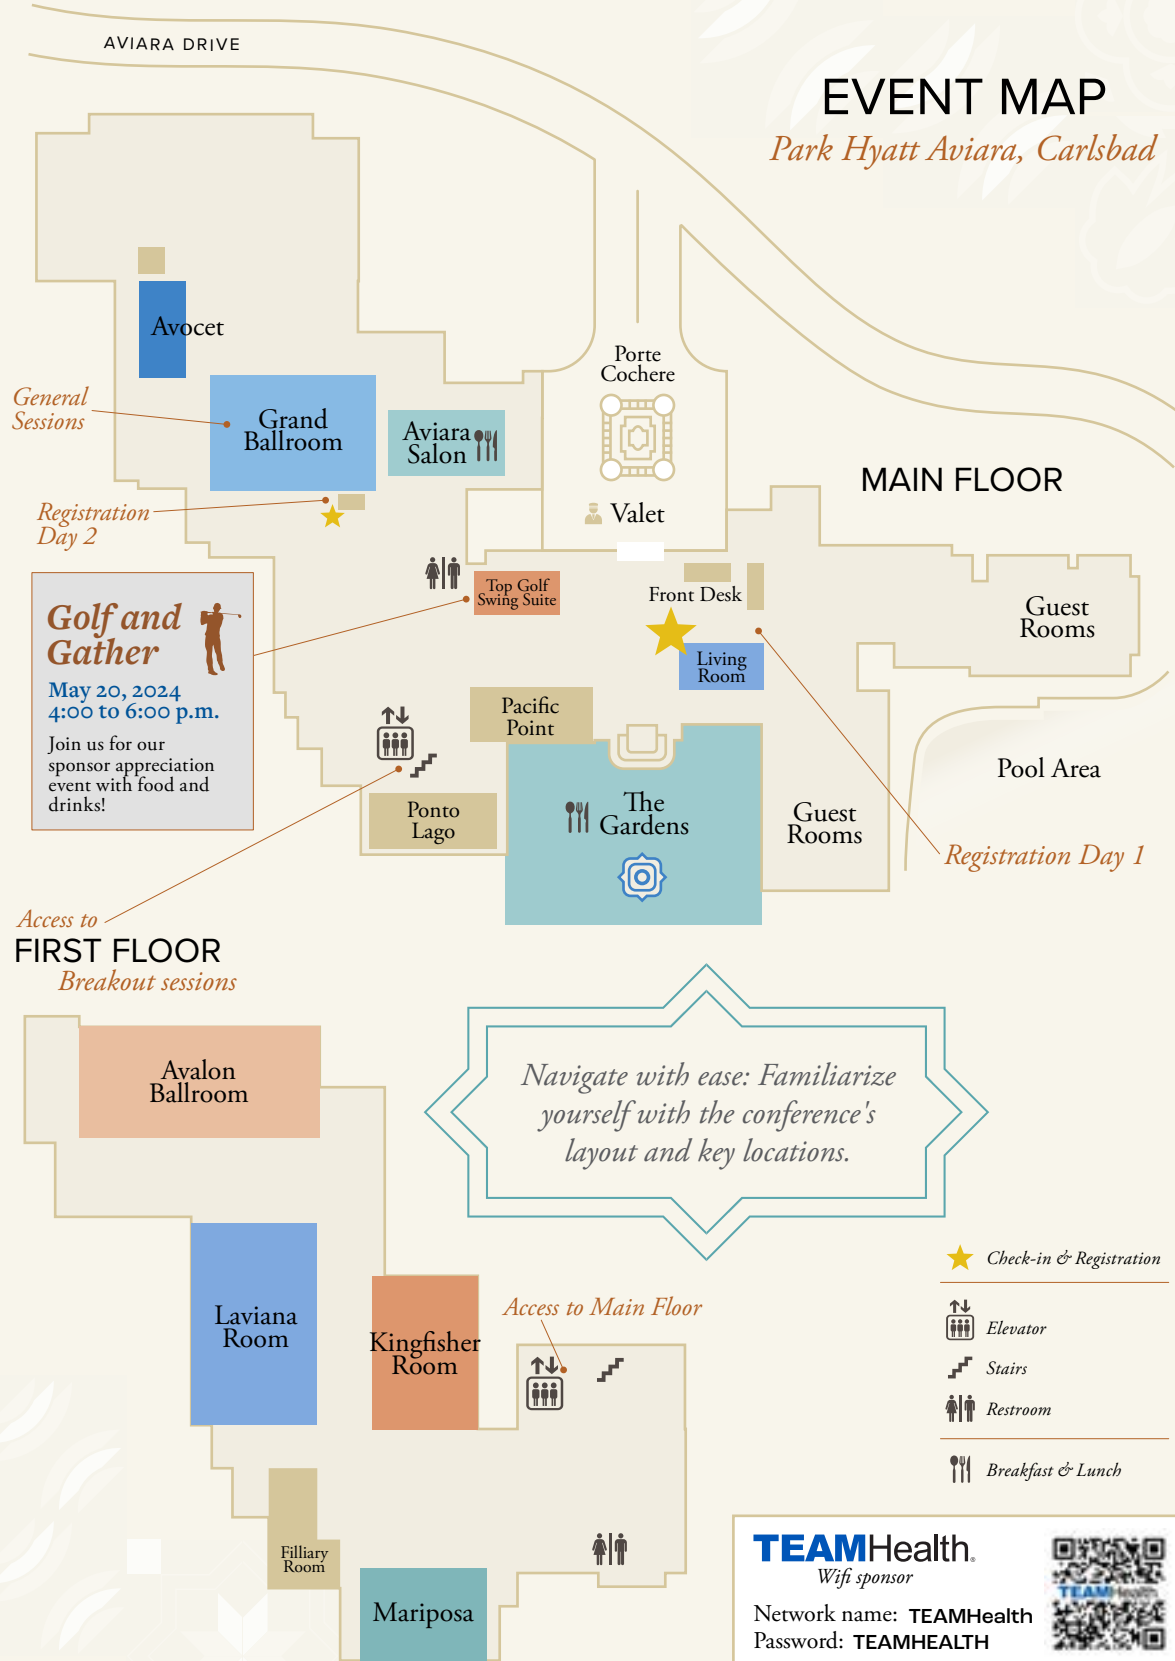 AVIARA DRIVE
EVENT MAP
Park Hyatt Aviara, Carlsbad
Avocet
General
Sessions
Grand
Ballroom
Aviara
Salon
Porte
Cochere
Valet
MAIN FLOOR
Registration
Day 2
Top Golf
Swing Suite
Front Desk
Living
Room
Guest
Rooms
Golf and
Gather
May 20, 2024
4:00 to 6:00 p.m.
Join us for our
sponsor appreciation
event with food and
drinks!
Pacific
Point
Pool Area
Ponto
Lago
The
Gardens
Guest
Rooms
Registration Day 1
Access to
FIRST FLOOR
Breakout sessions
Avalon
Ballroom
Navigate with ease: Familiarize
yourself with the conference's
layout and key locations.
Laviana
Room
Kingfisher
Room
Access to Main Floor
Filliary
Room
Mariposa
Check-in & Registration
Elevator
Stairs
Restroom
Breakfast & Lunch
TEAMHealth®
Wifi sponsor
Network name: TEAMHealth
Password: TEAMHEALTH
TEAMHealth